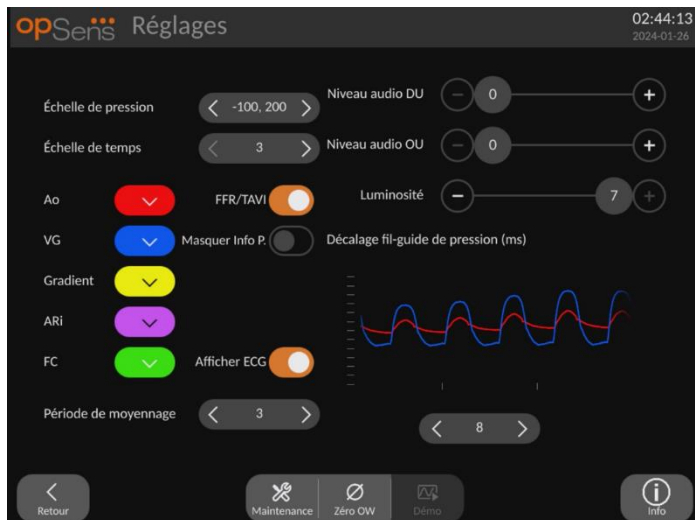 opSens Réglages
02:44:13
2024-01-26
Échelle de pression
-100, 200
Niveau audio DU
0
Échelle de temps
3
Niveau audio OU
0
Ao
FFR/TAVI
Luminosité
7
VG
Masquer Info P.
Décalage fil-guide de pression (ms)
Gradient
ARi
FC
Afficher ECG
Période de moyennage
3
8
Retour
Maintenance
Zéro OW
Démo
Info